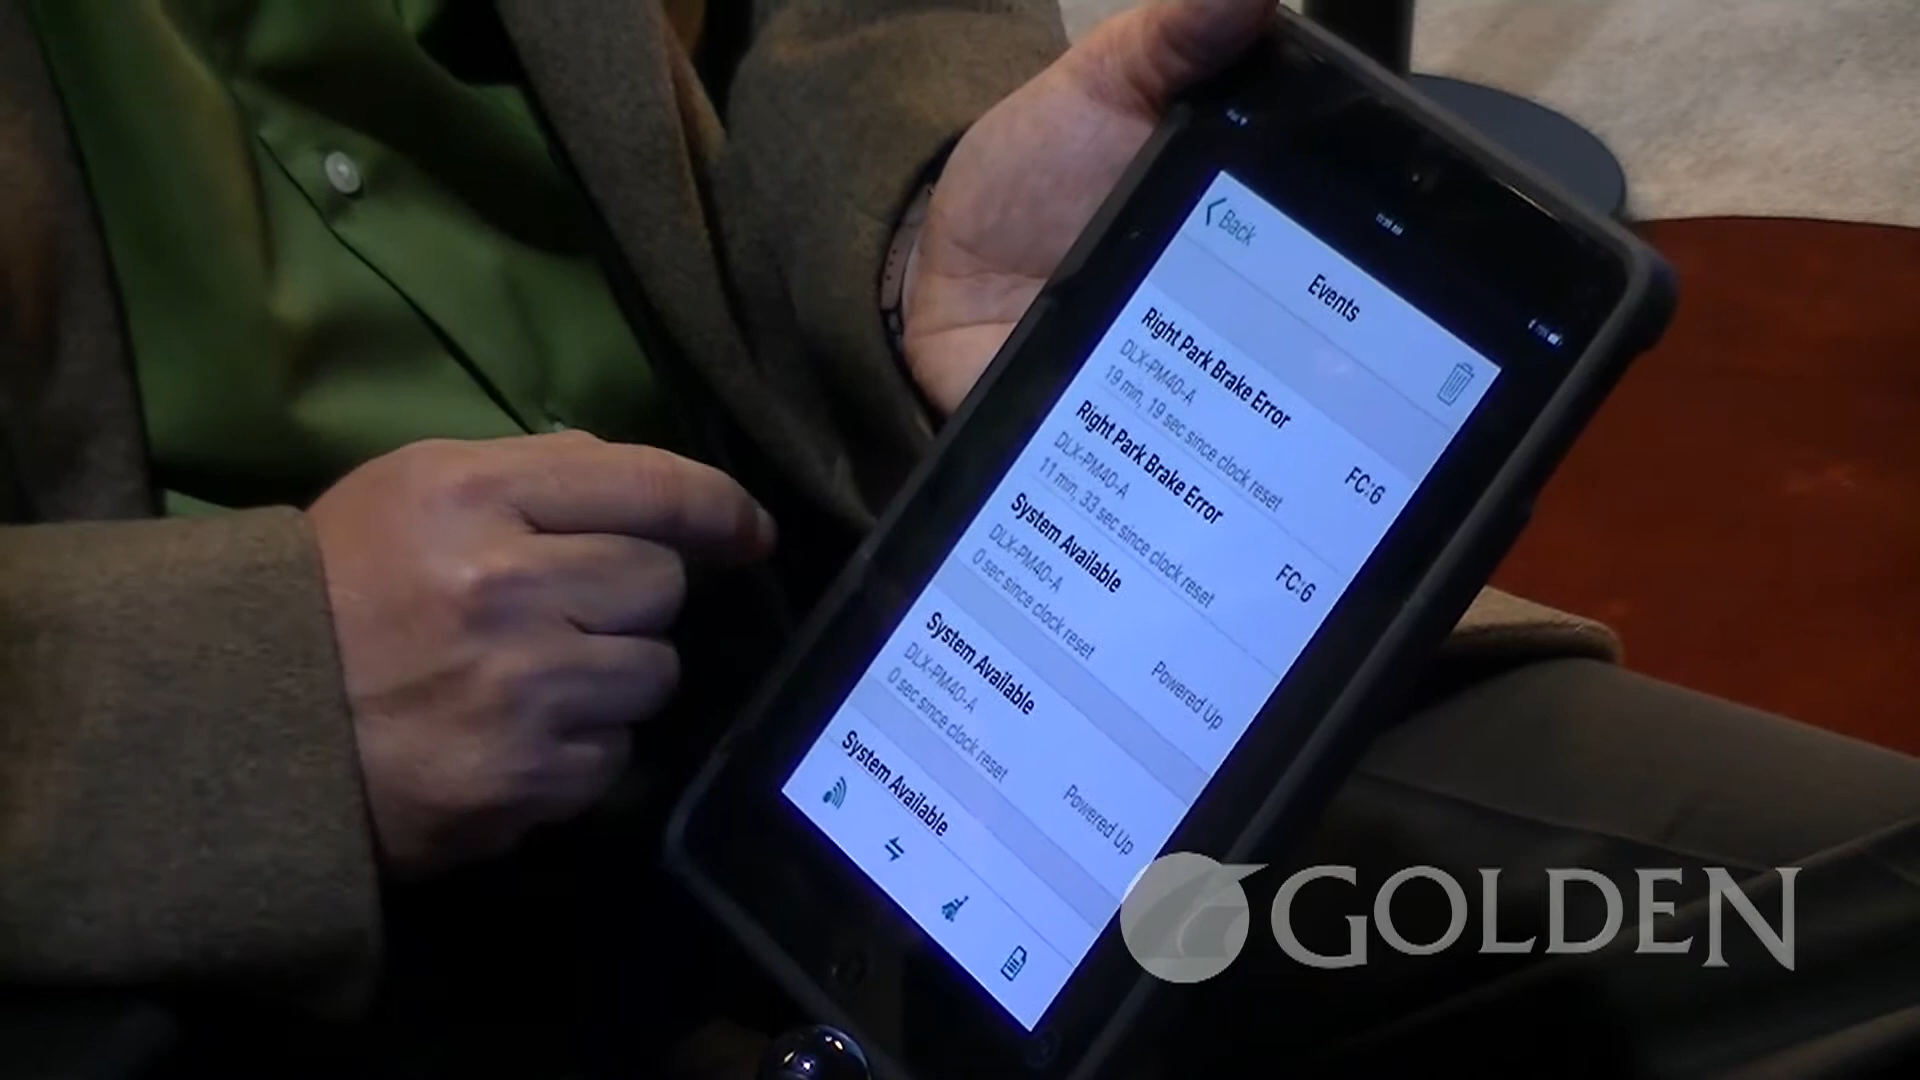 Back
Events
Right Park Brake Error
DLX-PM40-A
19 min, 19 sec since clock reset
FC:6
Right Park Brake Error
DLX-PM40-A
11 min, 33 sec since clock reset
FC:6
System Available
DLX-PM40-A
0 sec since clock reset
Powered Up
System Available
DLX-PM40-A
0 sec since clock reset
Powered Up
System Available
GOLDEN